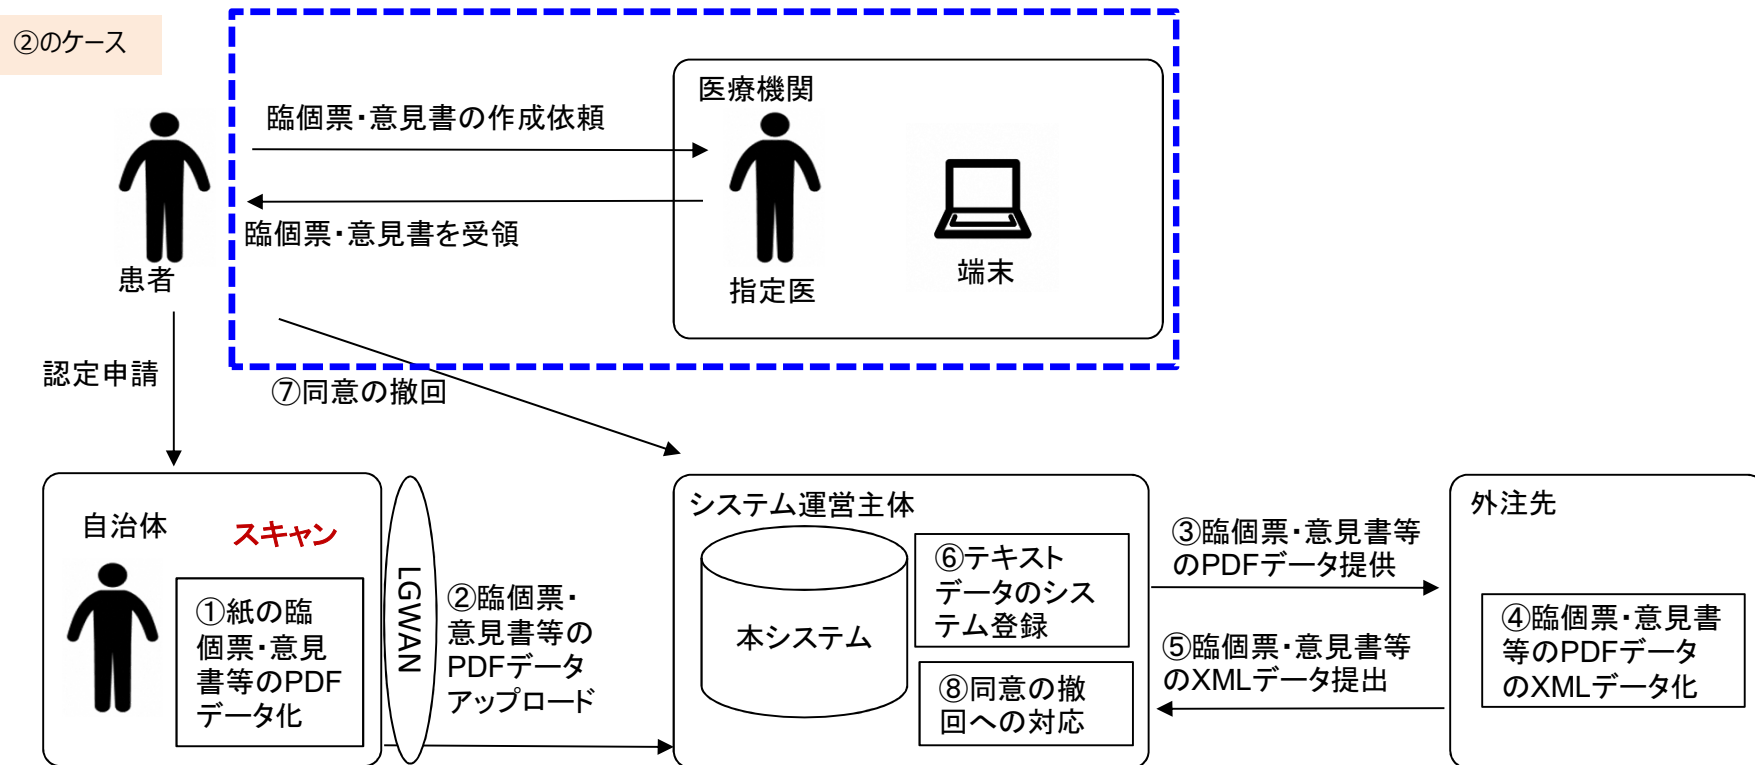 ②のケース
医療機関
臨個票・意見書の作成依頼
臨個票・意見書を受領
患者
指定医
端末
認定申請
⑦同意の撤回
自治体
スキャン
①紙の臨
個票・意見
書等のPDF
データ化
LGWAN
②臨個票・
意見書等の
PDFデータ
アップロード
システム運営主体
本システム
⑥テキスト
データのシス
テム登録
⑧同意の撤
回への対応
③臨個票・意見書等
のPDFデータ提供
⑤臨個票・意見書等
のXMLデータ提出
外注先
④臨個票・意見書
等のPDFデータ
のXMLデータ化